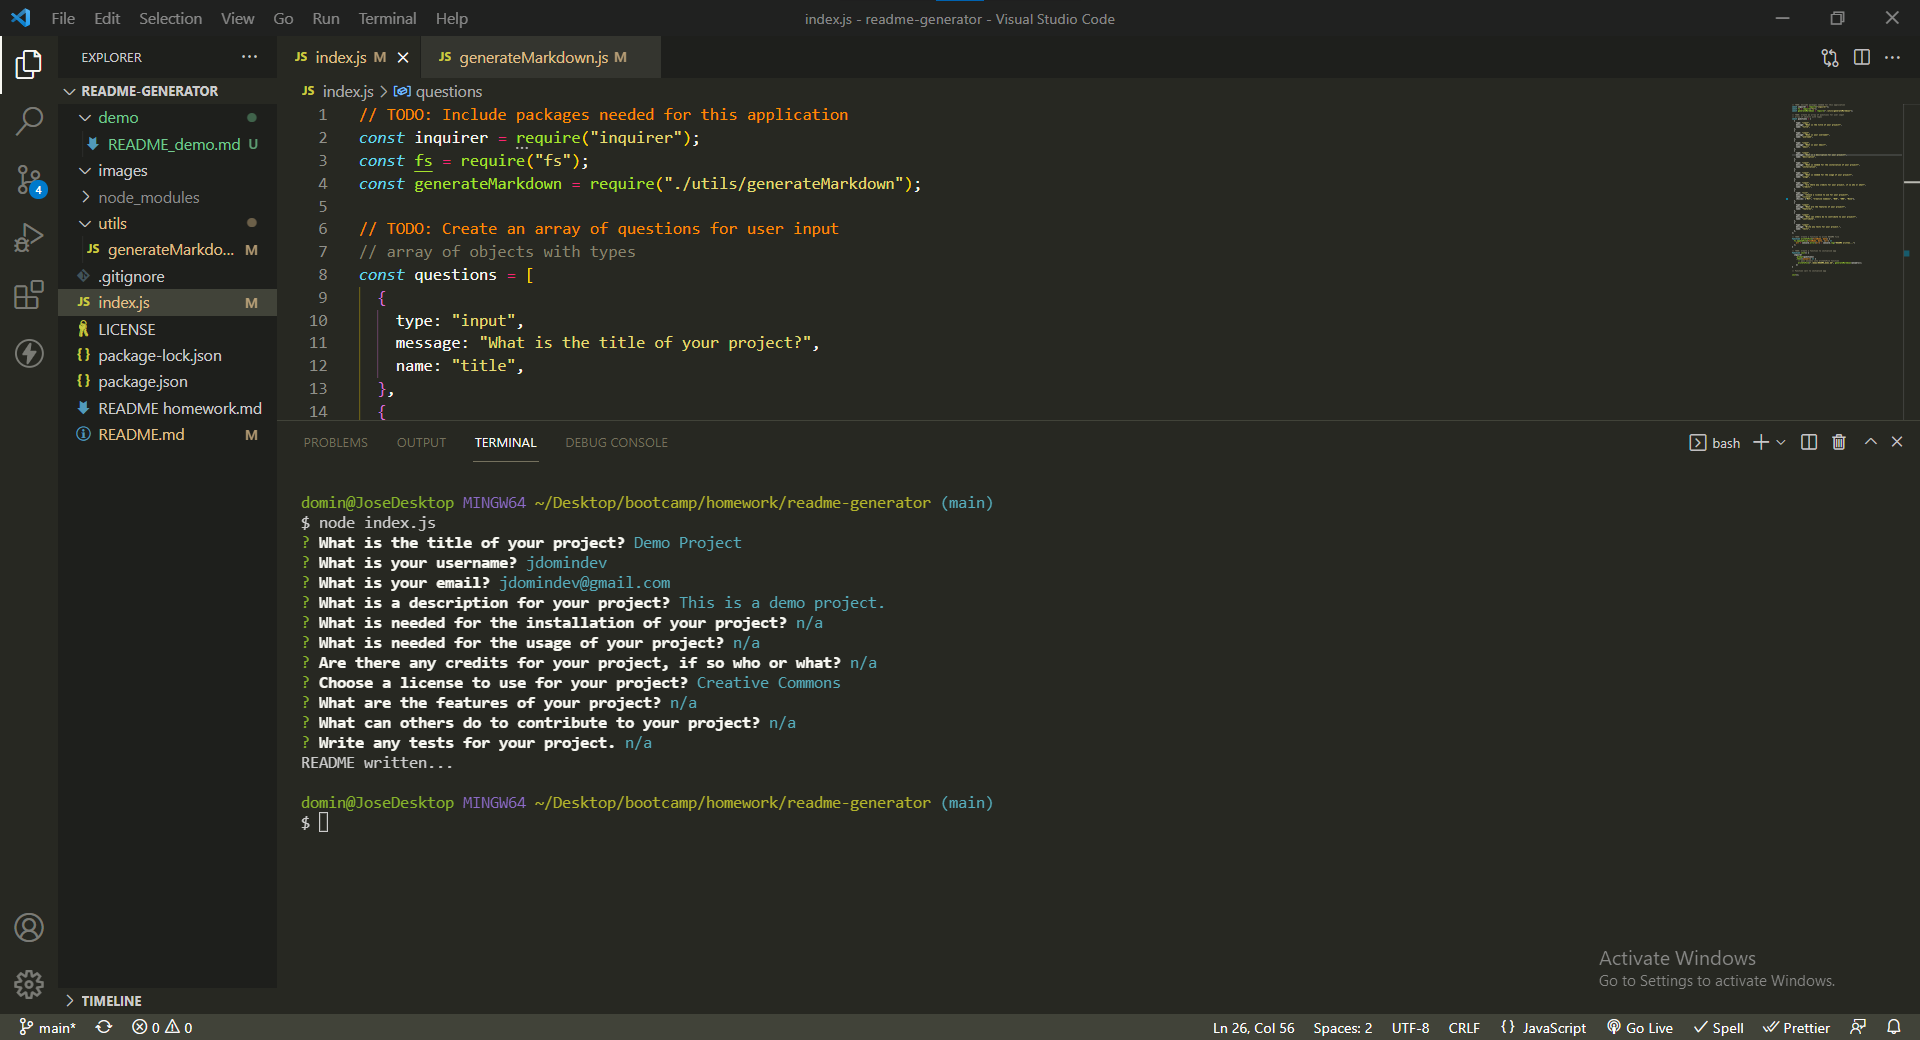 File Edit Selection View Go Run Terminal Help
index.js - readme-generator - Visual Studio Code
EXPLORER ···
README-GENERATOR
demo
README_demo.md U
images
node_modules
utils
JS generateMarkdo... M
.gitignore
JS index.js M
LICENSE
{} package-lock.json
{} package.json
README homework.md
README.md M
TIMELINE
4
JS index.js M
JS generateMarkdown.js M
JS index.js > questions
1 // TODO: Include packages needed for this application
2 const inquirer = require("inquirer");
3 const fs = require("fs");
4 const generateMarkdown = require("./utils/generateMarkdown");
5
6 // TODO: Create an array of questions for user input
7 // array of objects with types
8 const questions = [
9 {
10 type: "input",
11 message: "What is the title of your project?",
12 name: "title",
13 },
14 {
PROBLEMS OUTPUT TERMINAL DEBUG CONSOLE
bash
domin@JoseDesktop MINGW64 ~/Desktop/bootcamp/homework/readme-generator (main)
$ node index.js
? What is the title of your project? Demo Project
? What is your username? jdomindev
? What is your email? jdomindev@gmail.com
? What is a description for your project? This is a demo project.
? What is needed for the installation of your project? n/a
? What is needed for the usage of your project? n/a
? Are there any credits for your project, if so who or what? n/a
? Choose a license to use for your project? Creative Commons
? What are the features of your project? n/a
? What can others do to contribute to your project? n/a
? Write any tests for your project. n/a
README written...
domin@JoseDesktop MINGW64 ~/Desktop/bootcamp/homework/readme-generator (main)
$
Activate Windows
Go to Settings to activate Windows.
main* 0 0
Ln 26, Col 56 Spaces: 2 UTF-8 CRLF {} JavaScript Go Live Spell Prettier